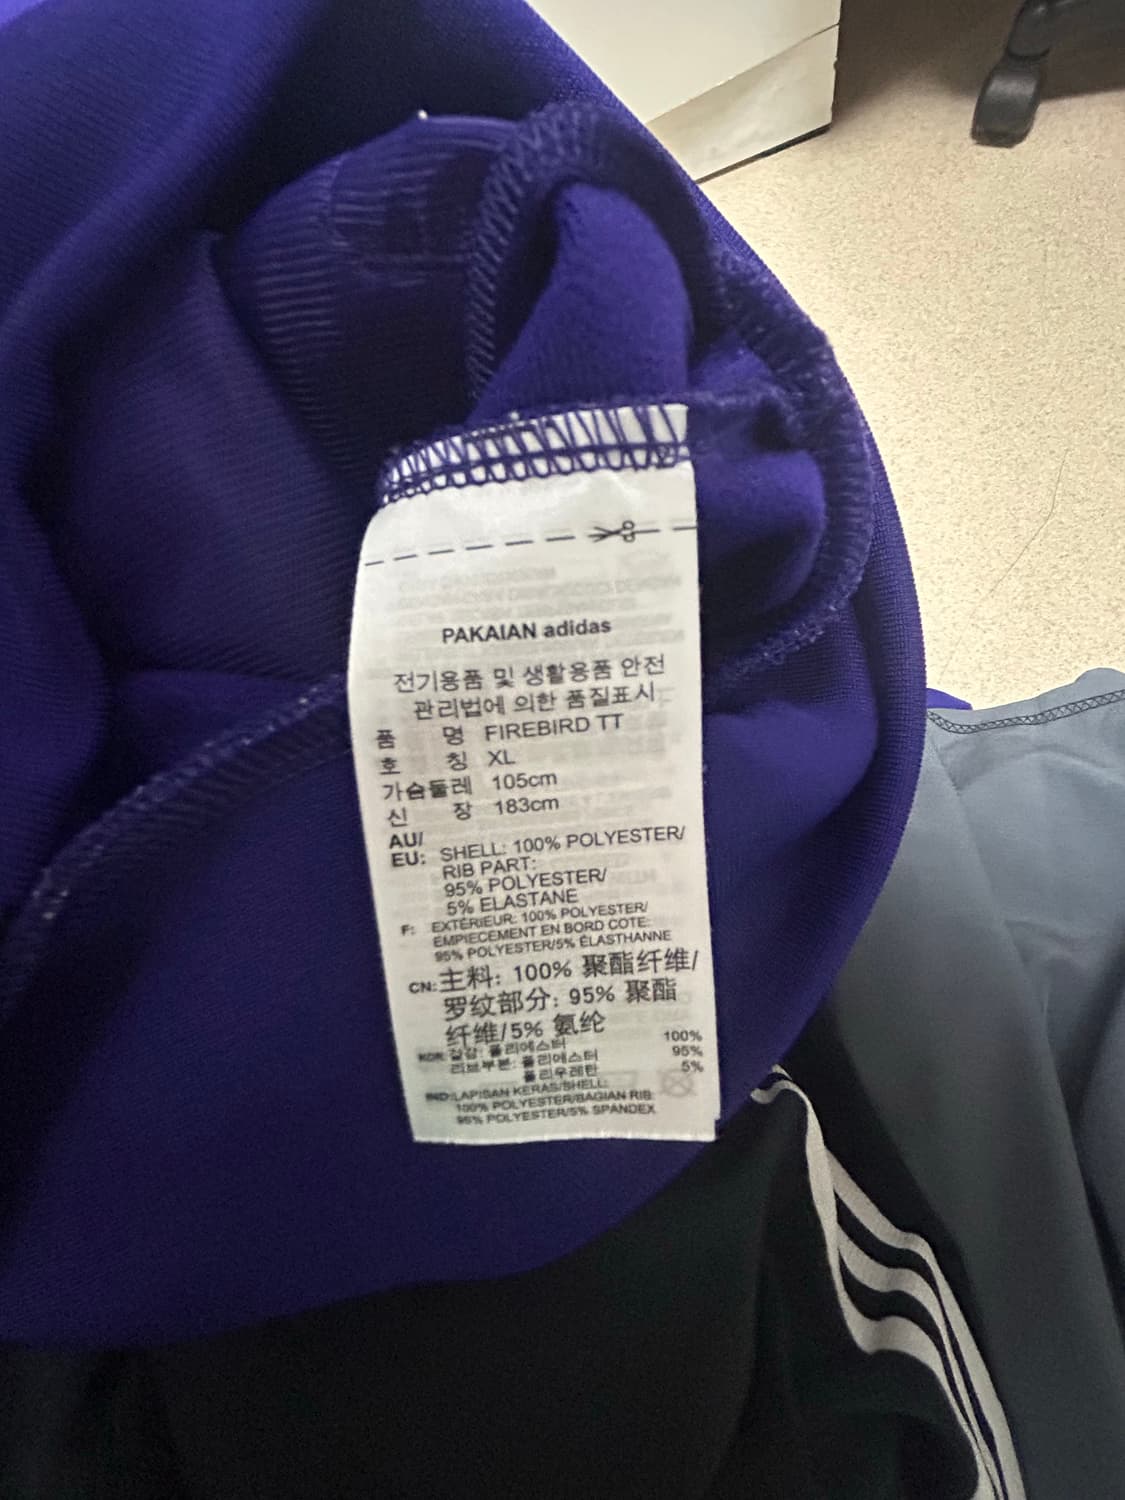 PAKAIAN adidas
전기용품 및 생활용품 안전
관리법에 의한 품질표시
품 명 FIREBIRD TT
호 칭 XL
가슴둘레 105cm
신 장 183cm
AU/
EU: SHELL: 100% POLYESTER/
RIB PART:
95% POLYESTER/
5% ELASTANE
F: EXTÉRIEUR: 100% POLYESTER/
EMPIECEMENT EN BORD COTE:
95% POLYESTER/5% ÉLASTHANNE
CN: 主料: 100% 聚酯纤维/
罗纹部分: 95% 聚酯
纤维/5% 氨纶
KOR: 겉감: 폴리에스터 100%
리브부분: 폴리에스터 95%
폴리우레탄 5%
IND: LAPISAN KERAS/SHELL:
100% POLYESTER/BAGIAN RIB:
95% POLYESTER/5% SPANDEX